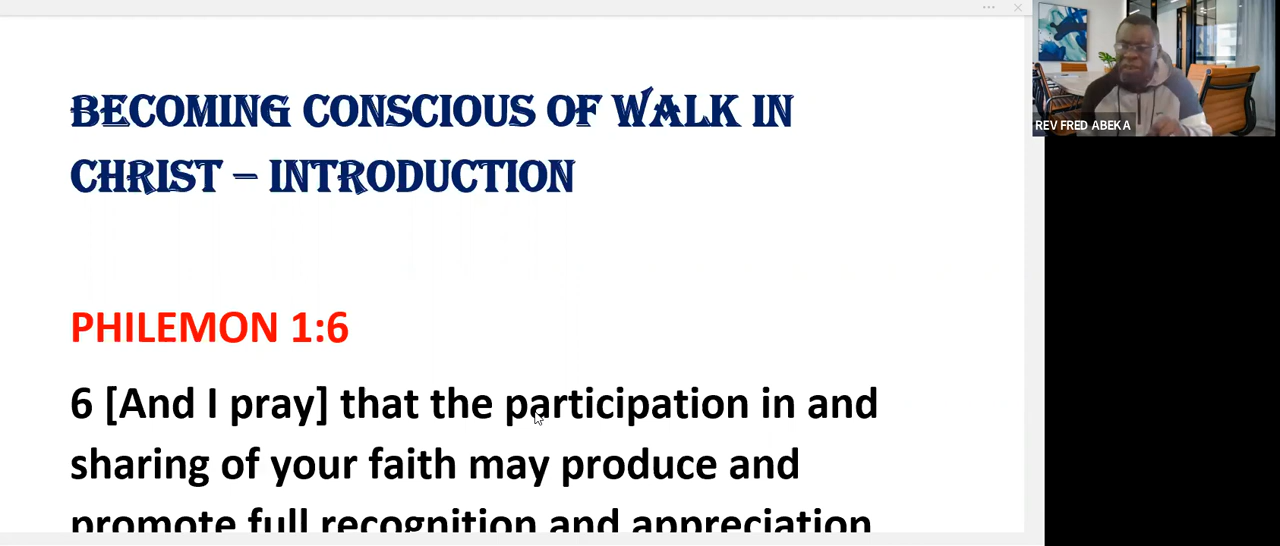 BECOMING CONSCIOUS OF WALK IN
CHRIST – INTRODUCTION
PHILEMON 1:6
6 [And I pray] that the participation in and
sharing of your faith may produce and
promote full recognition and appreciation
REV FRED ABEKA